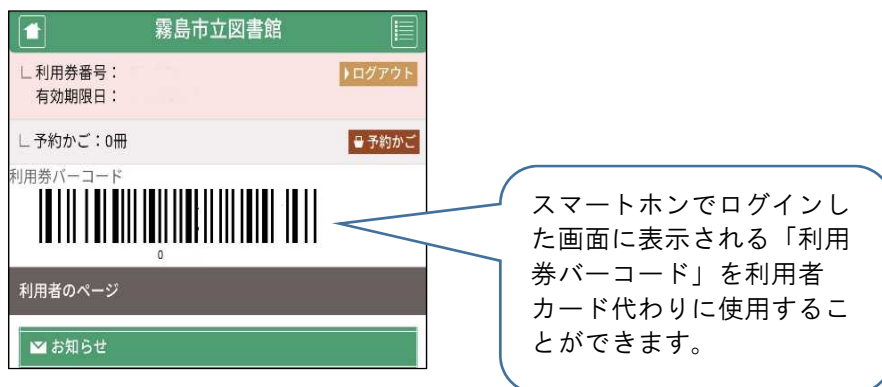 霧島市立図書館
∟利用券番号：
有効期限日：
ログアウト
∟予約かご：0冊
予約かご
利用券バーコード
0
利用者のページ
お知らせ
スマートホンでログインし
た画面に表示される「利用
券バーコード」を利用者
カード代わりに使用するこ
とができます。